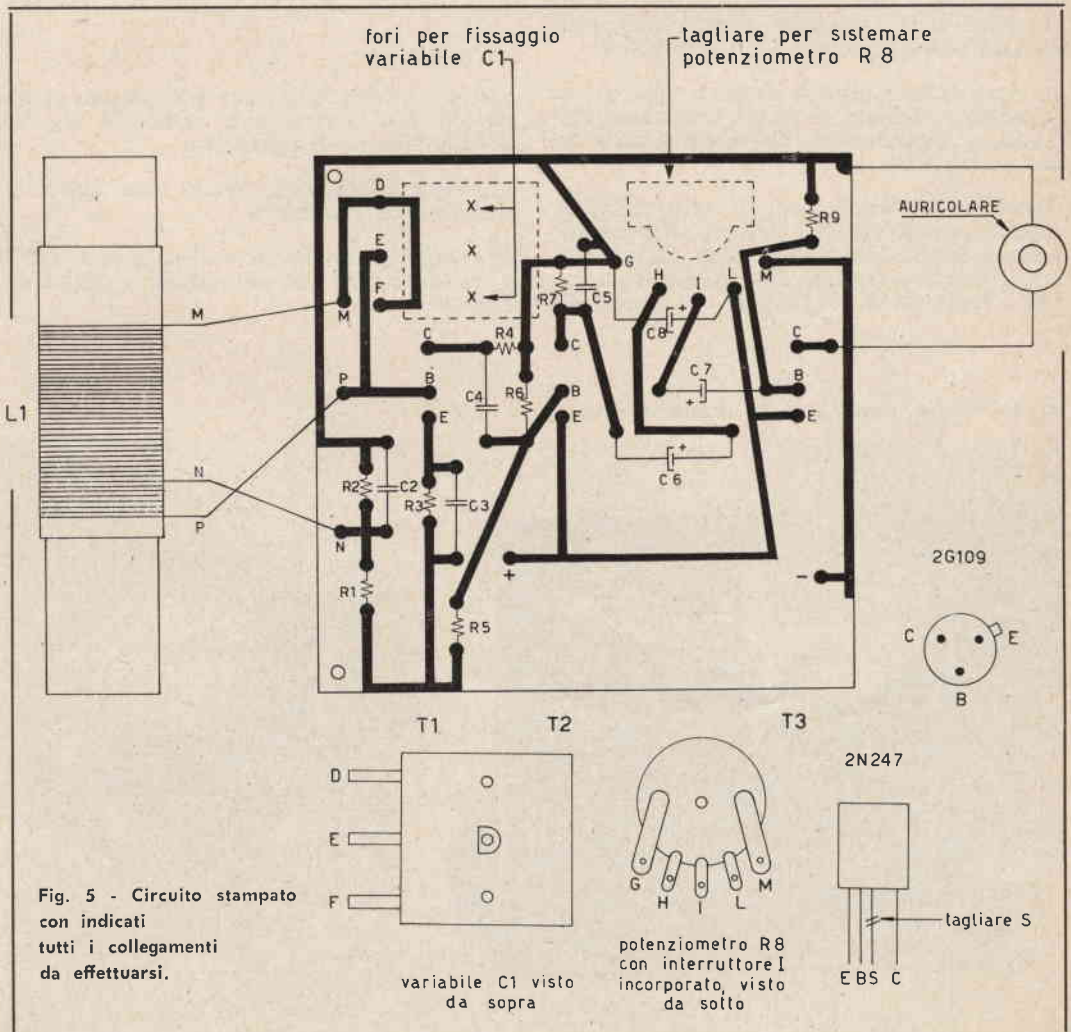 fori per fissaggio
variabile C1
tagliare per sistemare
potenziometro R8
D
X
E
X
F
X
M
M
G
H
I
L
M
R9
AURICOLARE
R7
C5
C8
+
C
R4
C
C
P
B
C4
R6
B
C7
+
B
E
E
E
L1
N
P
R2
C2
R3
C3
C6
+
N
+
-
R1
R5
2G109
C
E
B
T1
T2
T3
2N247
D
E
F
G
H
I
L
M
tagliare S
E B S C
Fig. 5 - Circuito stampato
con indicati
tutti i collegamenti
da effettuarsi.
variabile C1 visto
da sopra
potenziometro R8
con interruttore I
incorporato, visto
da sotto